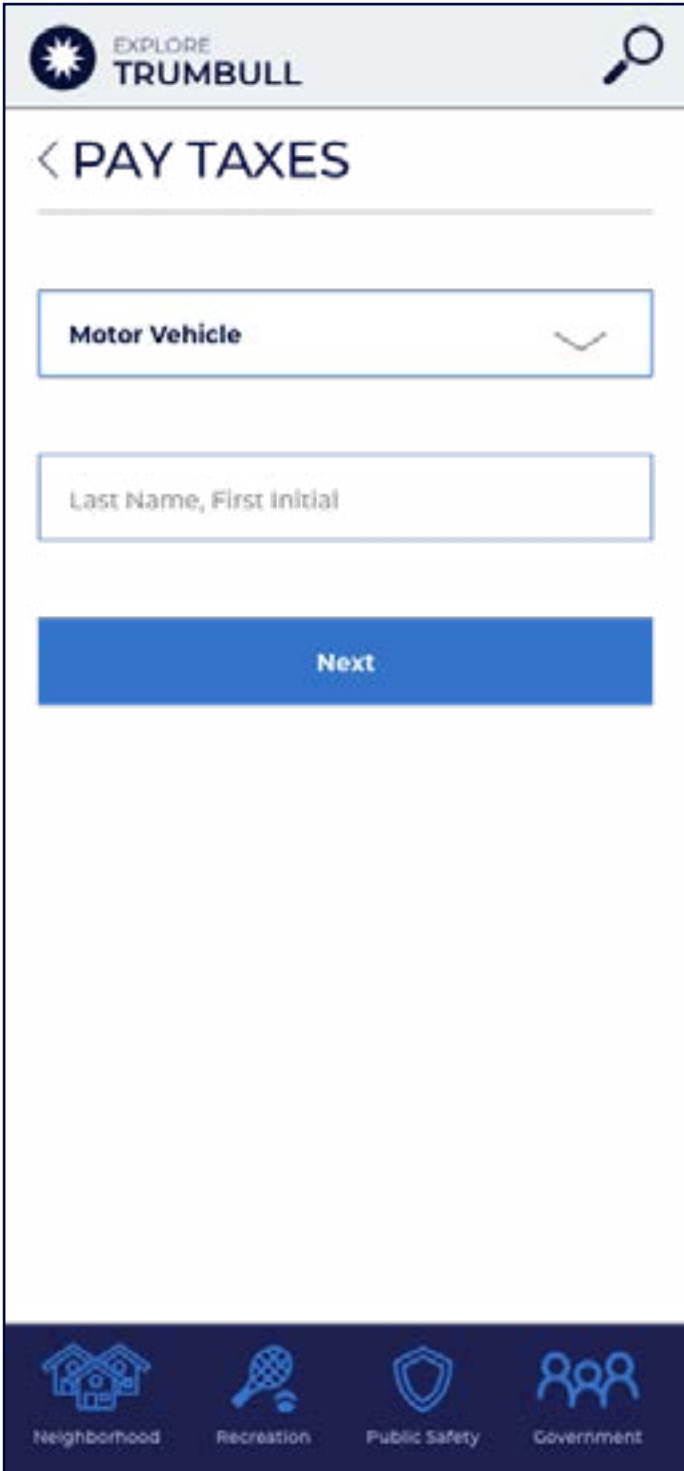 EXPLORE
TRUMBULL
PAY TAXES
Motor Vehicle
Last Name, First Initial
Next
Neighborhood Recreation Public Safety Government